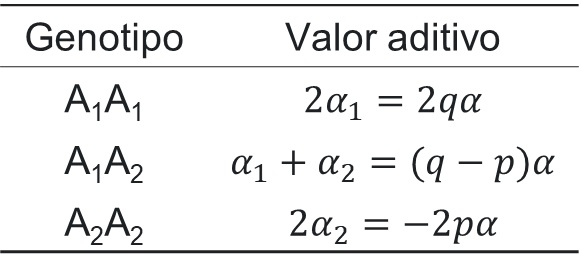 Genotipo Valor aditivo
A₁A₁ 2α₁ = 2qα
A₁A₂ α₁ + α₂ = (q − p)α
A₂A₂ 2α₂ = −2pα